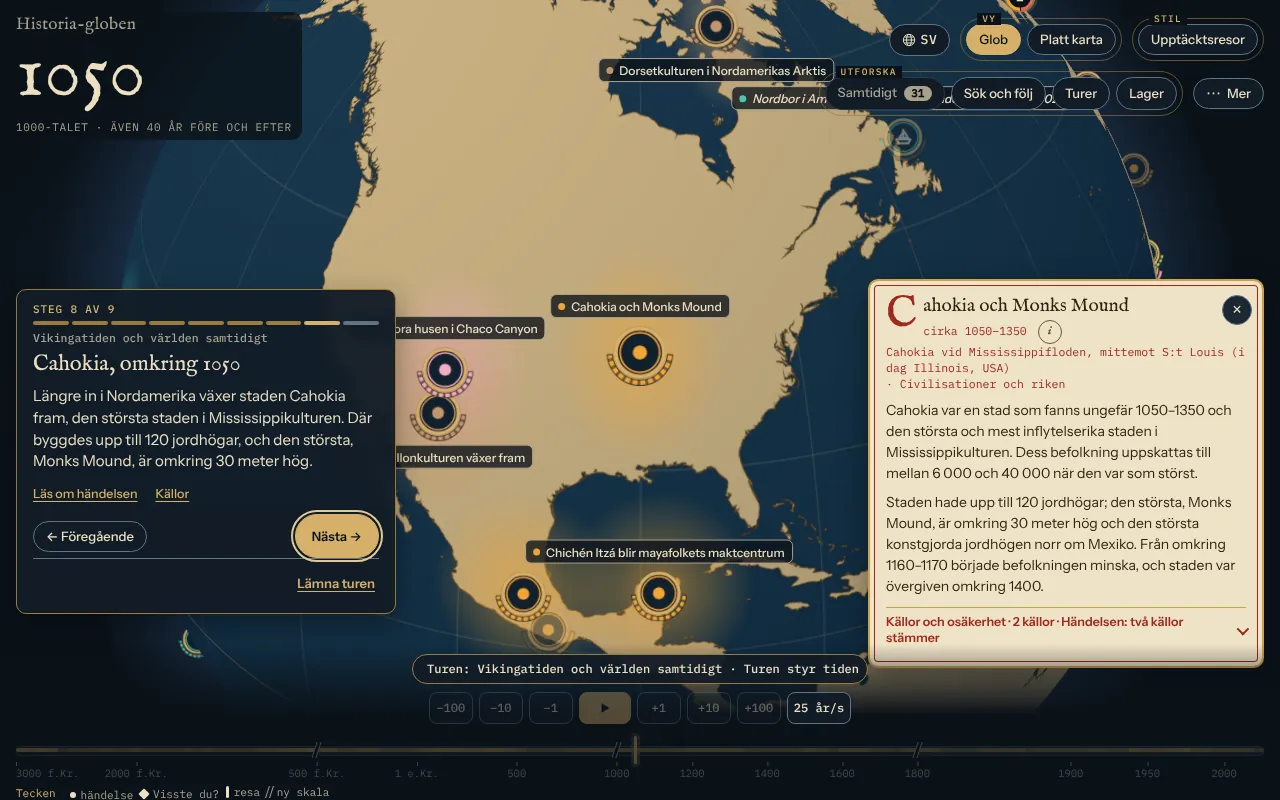 Historia-globen
1050
1000-TALET · ÄVEN 40 ÅR FÖRE OCH EFTER
SV
VY
Glob
Platt karta
STIL
Upptäcktsresor
UTFORSKA
Samtidigt 31
Sök och följ
Turer
Lager
··· Mer
Dorsetkulturen i Nordamerikas Arktis
Nordbor i
Cahokia och Monks Mound
husen i Chaco Canyon
växer fram
Chichén Itzá blir mayafolkets maktcentrum
STEG 8 AV 9
Vikingatiden och världen samtidigt
Cahokia, omkring 1050
Längre in i Nordamerika växer staden Cahokia
fram, den största staden i Mississippikulturen. Där
byggdes upp till 120 jordhögar, och den största,
Monks Mound, är omkring 30 meter hög.
Läs om händelsen Källor
← Föregående
Nästa →
Lämna turen
Cahokia och Monks Mound
cirka 1050–1350 i
×
Cahokia vid Mississippifloden, mittemot S:t Louis (i
dag Illinois, USA)
· Civilisationer och riken
Cahokia var en stad som fanns ungefär 1050–1350 och
den största och mest inflytelserika staden i
Mississippikulturen. Dess befolkning uppskattas till
mellan 6 000 och 40 000 när den var som störst.
Staden hade upp till 120 jordhögar; den största, Monks
Mound, är omkring 30 meter hög och den största
konstgjorda jordhögen norr om Mexiko. Från omkring
1160–1170 började befolkningen minska, och staden var
övergiven omkring 1400.
Källor och osäkerhet · 2 källor · Händelsen: två källor
stämmer
Turen: Vikingatiden och världen samtidigt · Turen styr tiden
−100 −10 −1 +1 +10 +100 25 år/s
3000 f.Kr. 2000 f.Kr. 500 f.Kr. 1 e.Kr. 500 1000 1200 1400 1600 1800 1900 1950 2000
Tecken händelse Visste du? resa // ny skala